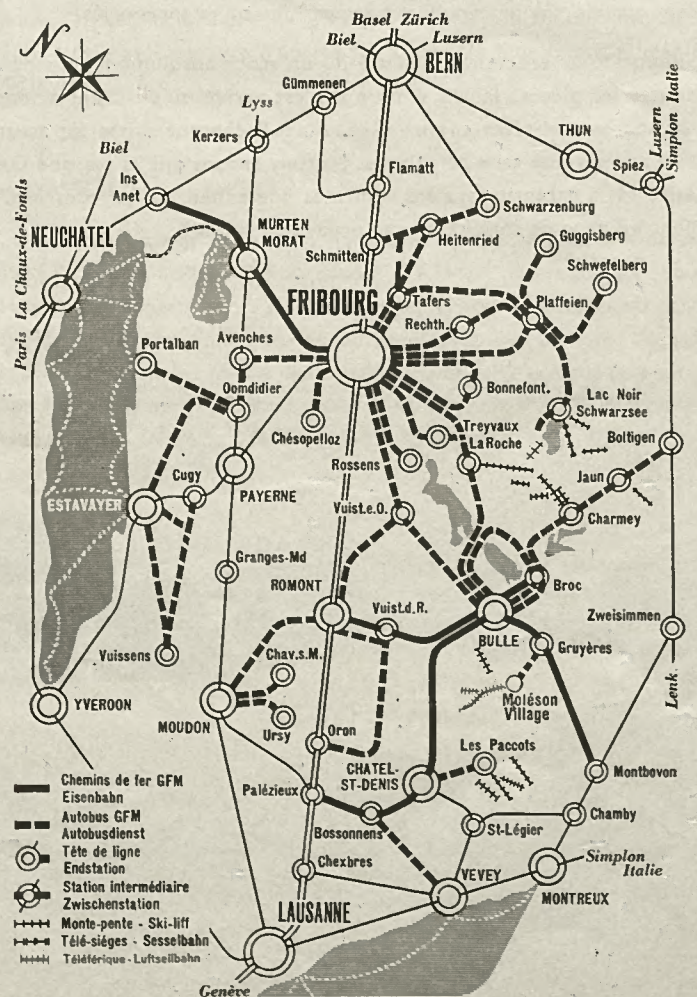 N
Basel Zürich
Biel
Luzern
BERN
Gümmenen
Lyss
Kerzers
THUN
Luzern
Simplon Italie
Spiez
Biel
Flamatt
Ins
Anet
Paris La Chaux-de-Fonds
NEUCHATEL
MURTEN
MORAT
Schwarzenburg
Heitenried
Schmitten
Guggisberg
Schwefelberg
FRIBOURG
Tafers
Rechth.
Plaffeien
Portalban
Avenches
Bonnefont.
Lac Noir
Schwarzsee
Domdidier
Chésopelloz
Treyvaux
LaRoche
Boltigen
Rossens
Cugy
PAYERNE
Jaun
ESTAVAYER
Vuist.e.O.
Charmey
Granges-Md
ROMONT
Broc
Vuist.d.R.
BULLE
Zweisimmen
Vuissens
Chav.s.M.
Gruyères
Lenk
YVERDON
MOUDON
Ursy
Moléson
Village
Oron
Les Paccots
CHATEL-
ST-DENIS
Montbovon
Chemins de fer GFM
Eisenbahn
Palézieux
Autobus GFM
Autobusdienst
Bossonnens
St-Légier
Chamby
Tête de ligne
Endstation
Chexbres
Simplon
Italie
Station intermédiaire
Zwischenstation
VEVEY
MONTREUX
LAUSANNE
Monte-pente - Ski-liff
Télé-sièges - Sesselbahn
Téléférique - Luftseilbahn
Genève